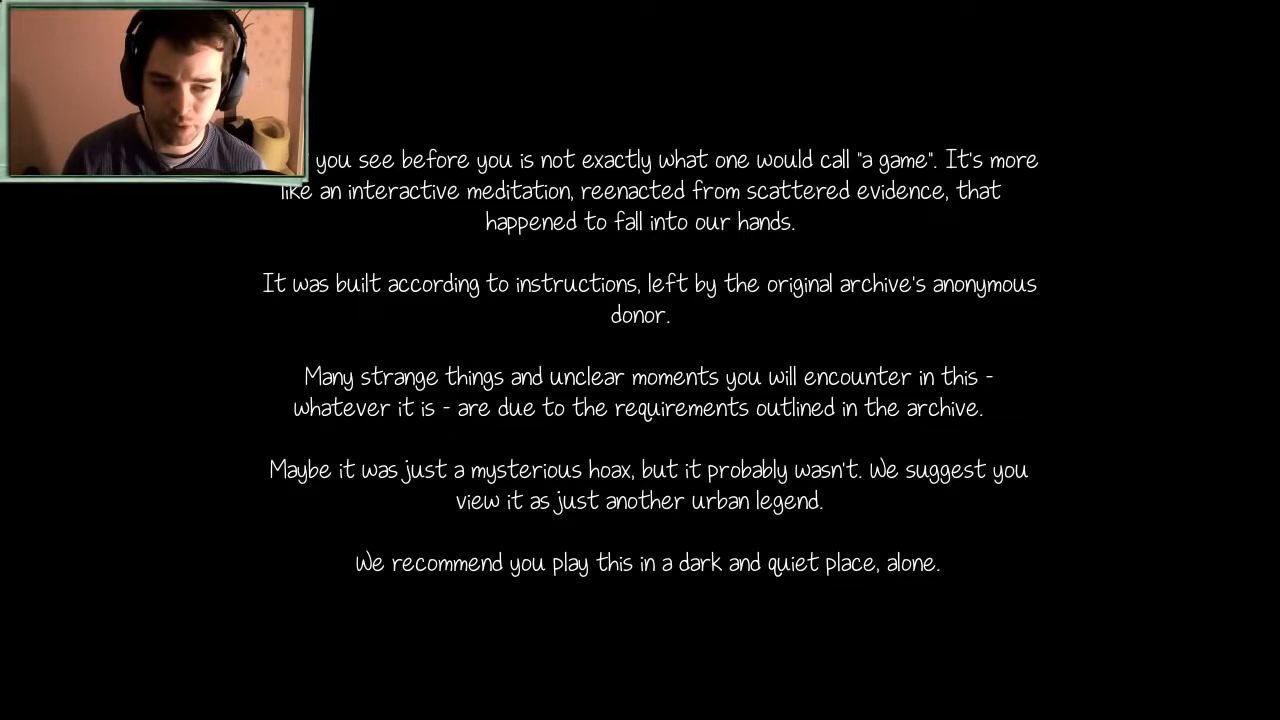 you see before you is not exactly what one would call "a game". It's more
like an interactive meditation, reenacted from scattered evidence, that
happened to fall into our hands.
It was built according to instructions, left by the original archive's anonymous
donor.
Many strange things and unclear moments you will encounter in this -
whatever it is - are due to the requirements outlined in the archive.
Maybe it was just a mysterious hoax, but it probably wasn't. We suggest you
view it as just another urban legend.
We recommend you play this in a dark and quiet place, alone.